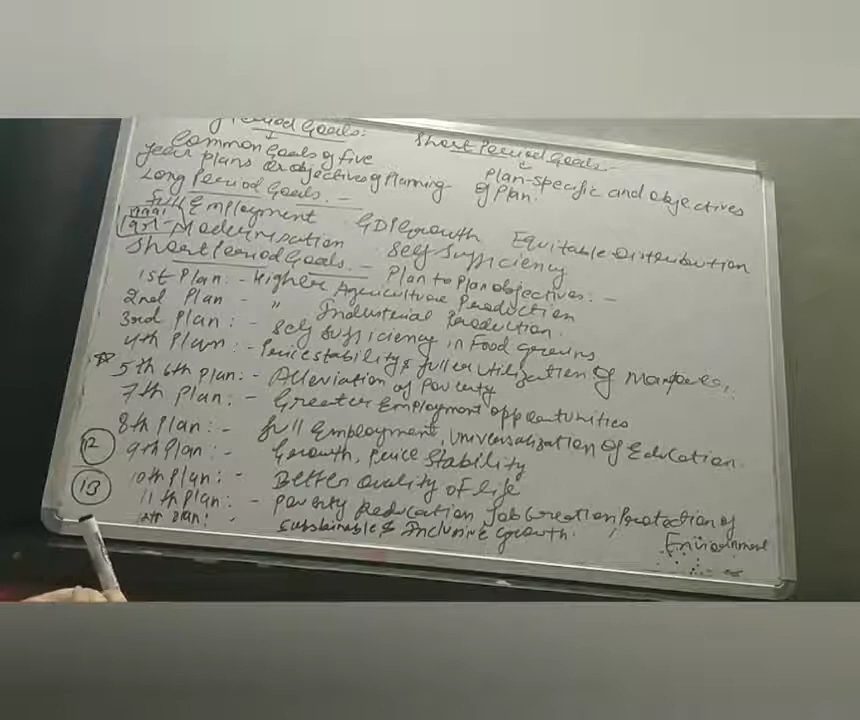 Period Goals:
Short Period Goals:-
Common Goals of five
year plans or objectives of Planning
Plan-specific and objectives
of Plan.
Long Period Goals. -
full Employment
GDP Growth
Equitable Distribution
1991 - Modernisation
Self Sufficiency
Short Period Goals. - Plan to Plan objectives: -
1st Plan: - Higher Agriculture Production
2nd Plan - " Industrial Production.
3rd Plan: - Self Sufficiency in Food grains
4th Plan: - Price stability & fuller utilization of Manpower.
5th 6th Plan: - Alleviation of Poverty
7th Plan: - Greater Employment opportunities
8th Plan: - full Employment, Universalization of Education.
12
9th Plan: - Growth, Price Stability
10th Plan: - Better Quality of life
13
11th Plan: - Poverty Reducation Job Creation, Protection of
Environment
12th Plan: - Sustainable & Inclusive Growth.